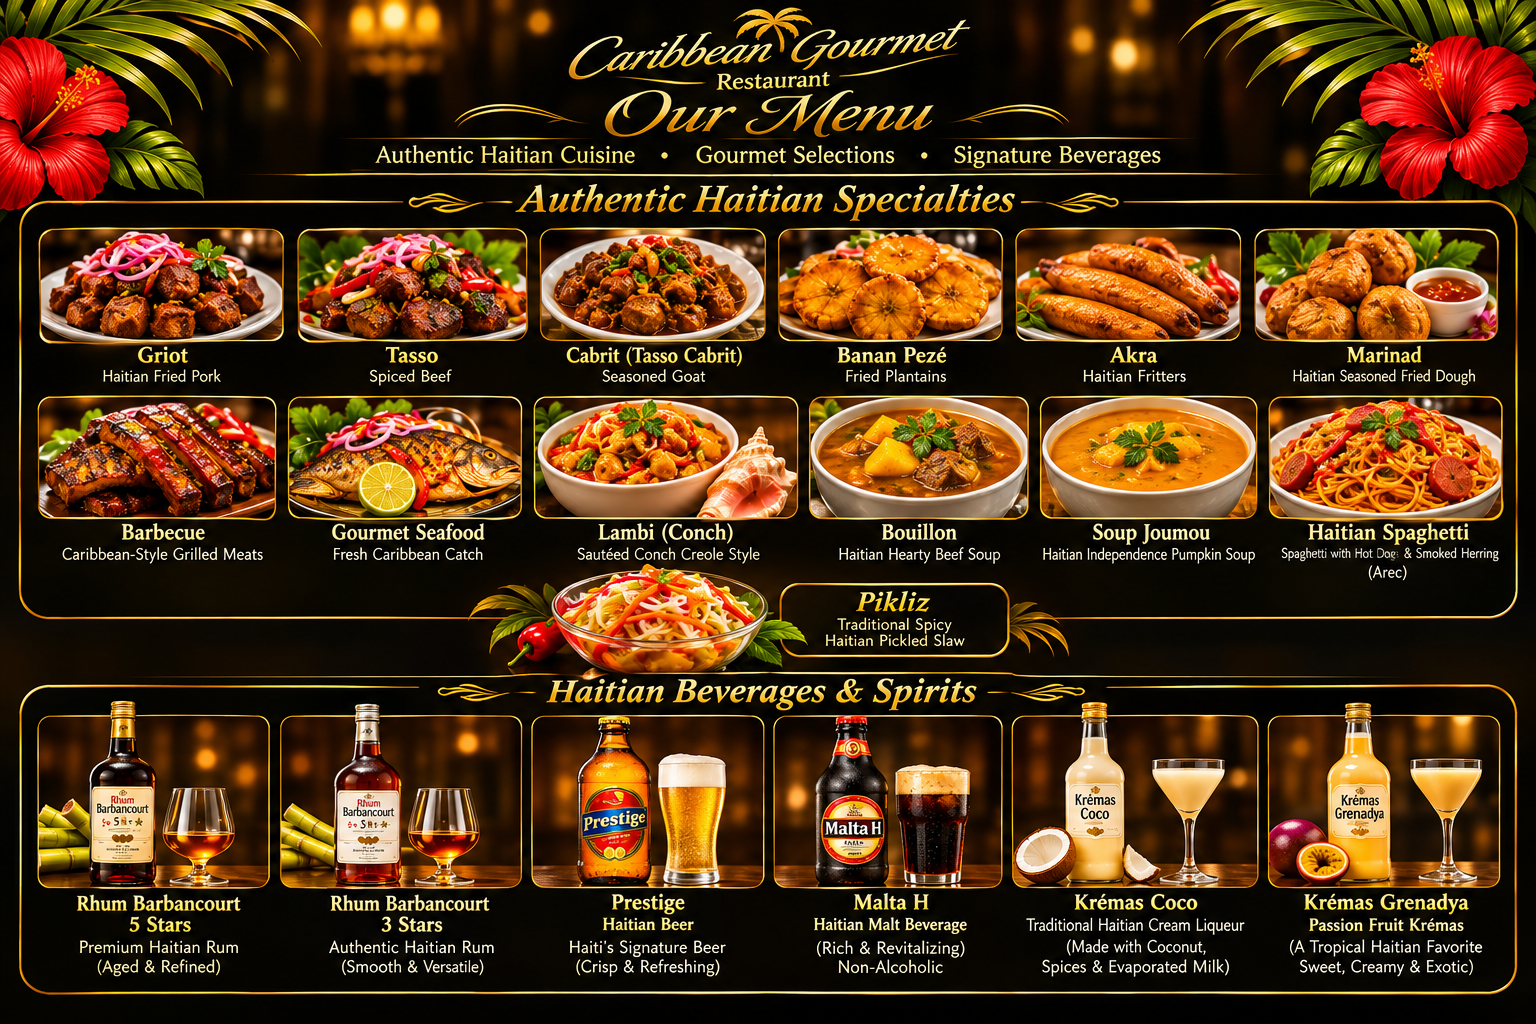 Caribbean Gourmet
Restaurant
Our Menu
Authentic Haitian Cuisine • Gourmet Selections • Signature Beverages
Authentic Haitian Specialties
Griot
Haitian Fried Pork
Tasso
Spiced Beef
Cabrit (Tasso Cabrit)
Seasoned Goat
Banan Pezé
Fried Plantains
Akra
Haitian Fritters
Marinad
Haitian Seasoned Fried Dough
Barbecue
Caribbean-Style Grilled Meats
Gourmet Seafood
Fresh Caribbean Catch
Lambi (Conch)
Sautéed Conch Creole Style
Bouillon
Haitian Hearty Beef Soup
Soup Joumou
Haitian Independence Pumpkin Soup
Haitian Spaghetti
Spaghetti with Hot Dogs & Smoked Herring
(Arec)
Pikliz
Traditional Spicy
Haitian Pickled Slaw
Haitian Beverages & Spirits
Rhum
Barbancourt
5
Rhum Barbancourt
5 Stars
Premium Haitian Rum
(Aged & Refined)
Rhum
Barbancourt
Rhum Barbancourt
3 Stars
Authentic Haitian Rum
(Smooth & Versatile)
Prestige
Prestige
Haitian Beer
Haiti's Signature Beer
(Crisp & Refreshing)
Malta H
Malta H
Haitian Malt Beverage
(Rich & Revitalizing)
Non-Alcoholic
Krémas
Coco
Krémas Coco
Traditional Haitian Cream Liqueur
(Made with Coconut,
Spices & Evaporated Milk)
Krémas
Grenadya
Krémas Grenadya
Passion Fruit Krémas
(A Tropical Haitian Favorite
Sweet, Creamy & Exotic)